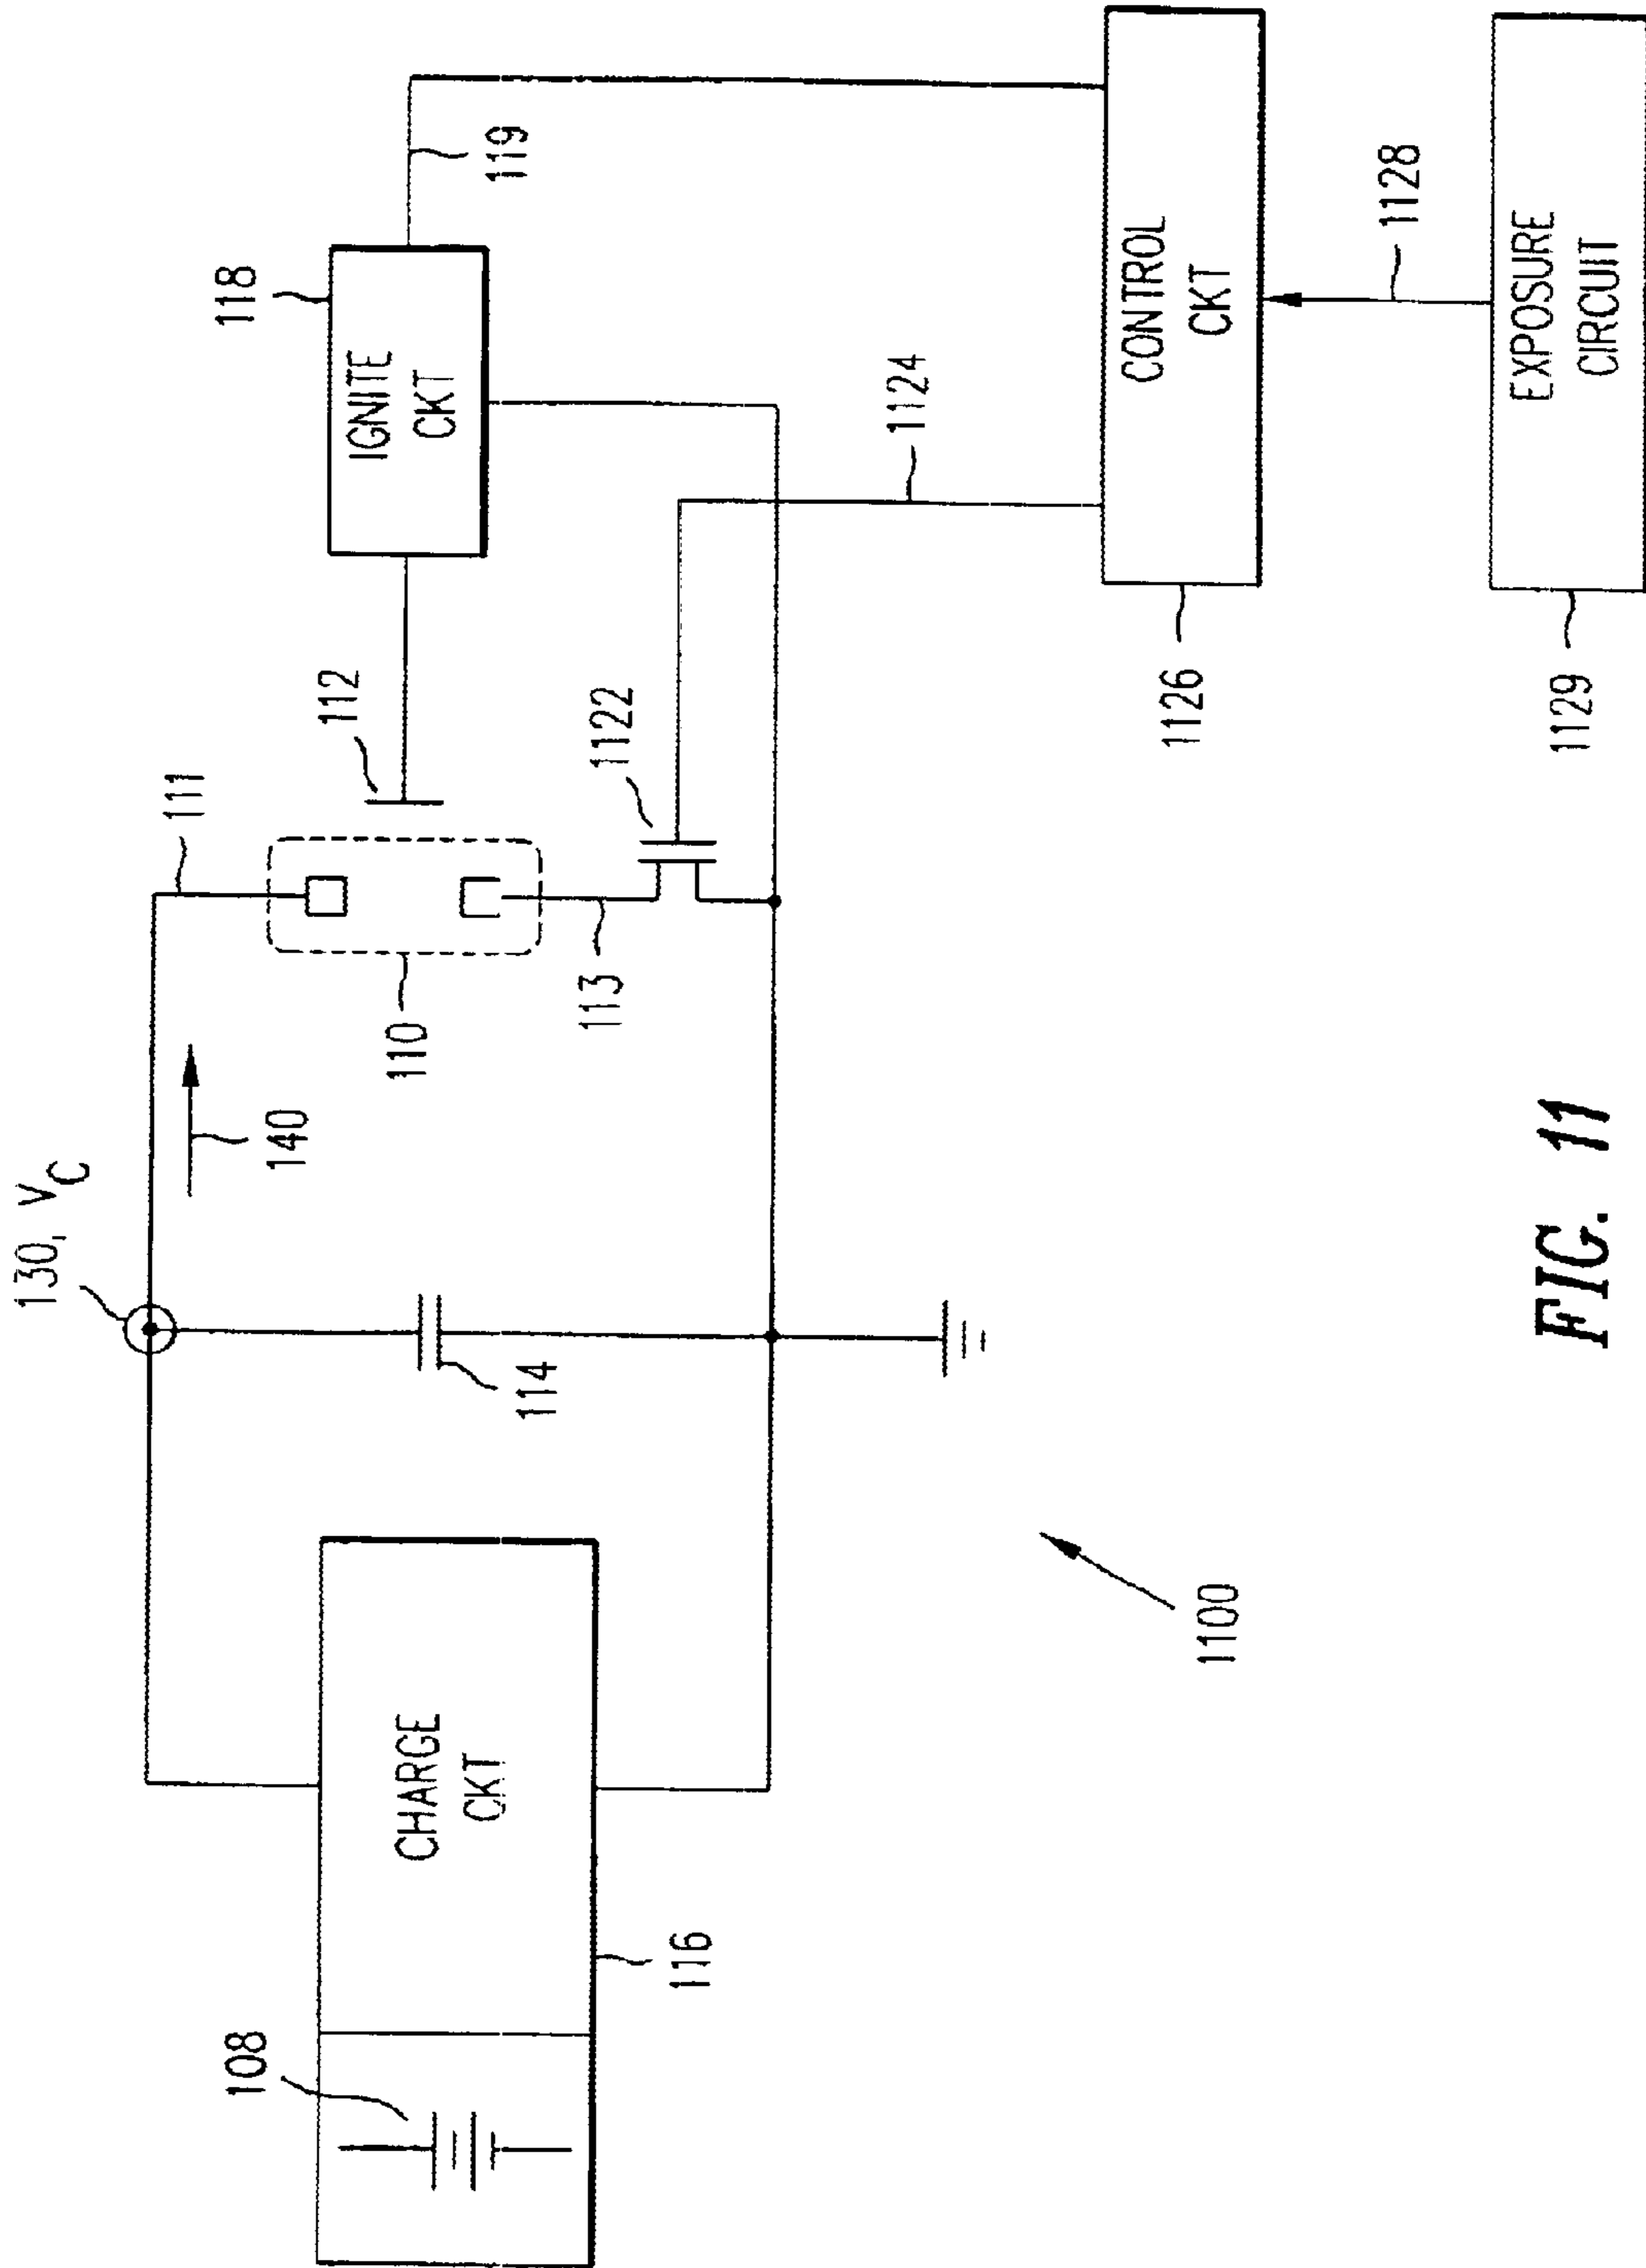 130, VC
140
111
112
118
IGNITE
CKT
119
108
CHARGE
CKT
116
114
110
113
1122
1124
CONTROL
CKT
1126
1128
EXPOSURE
CIRCUIT
1129
1100
FIG. 11